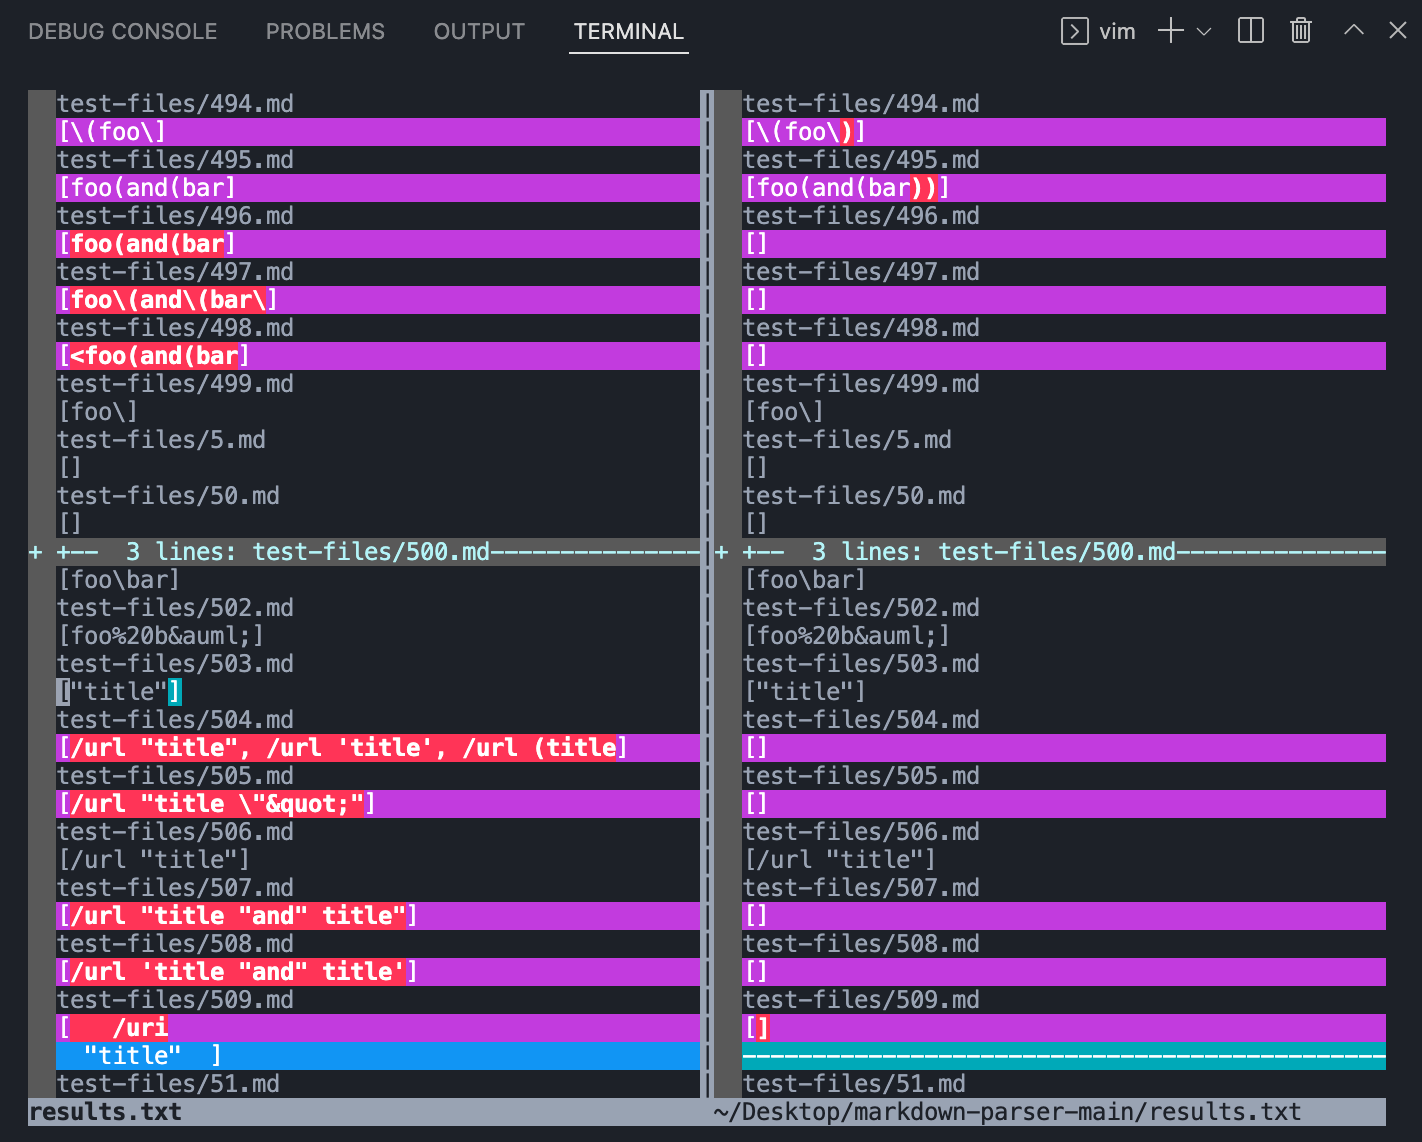 DEBUG CONSOLE PROBLEMS OUTPUT TERMINAL vim
test-files/494.md
[\(foo\]
test-files/495.md
[foo(and(bar]
test-files/496.md
[foo(and(bar]
test-files/497.md
[foo\(and\(bar\]
test-files/498.md
[<foo(and(bar]
test-files/499.md
[foo\]
test-files/5.md
[]
test-files/50.md
[]
+ +--  3 lines: test-files/500.md---------------
[foo\bar]
test-files/502.md
[foo%20b&auml;]
test-files/503.md
["title"]
test-files/504.md
[/url "title", /url 'title', /url (title]
test-files/505.md
[/url "title \"&quot;"]
test-files/506.md
[/url "title"]
test-files/507.md
[/url "title "and" title"]
test-files/508.md
[/url 'title "and" title']
test-files/509.md
[   /uri
  "title"  ]
test-files/51.md
results.txt
test-files/494.md
[\(foo\)]
test-files/495.md
[foo(and(bar))]
test-files/496.md
[]
test-files/497.md
[]
test-files/498.md
[]
test-files/499.md
[foo\]
test-files/5.md
[]
test-files/50.md
[]
+ +--  3 lines: test-files/500.md---------------
[foo\bar]
test-files/502.md
[foo%20b&auml;]
test-files/503.md
["title"]
test-files/504.md
[]
test-files/505.md
[]
test-files/506.md
[/url "title"]
test-files/507.md
[]
test-files/508.md
[]
test-files/509.md
[]
----------------------------------------------
test-files/51.md
~/Desktop/markdown-parser-main/results.txt